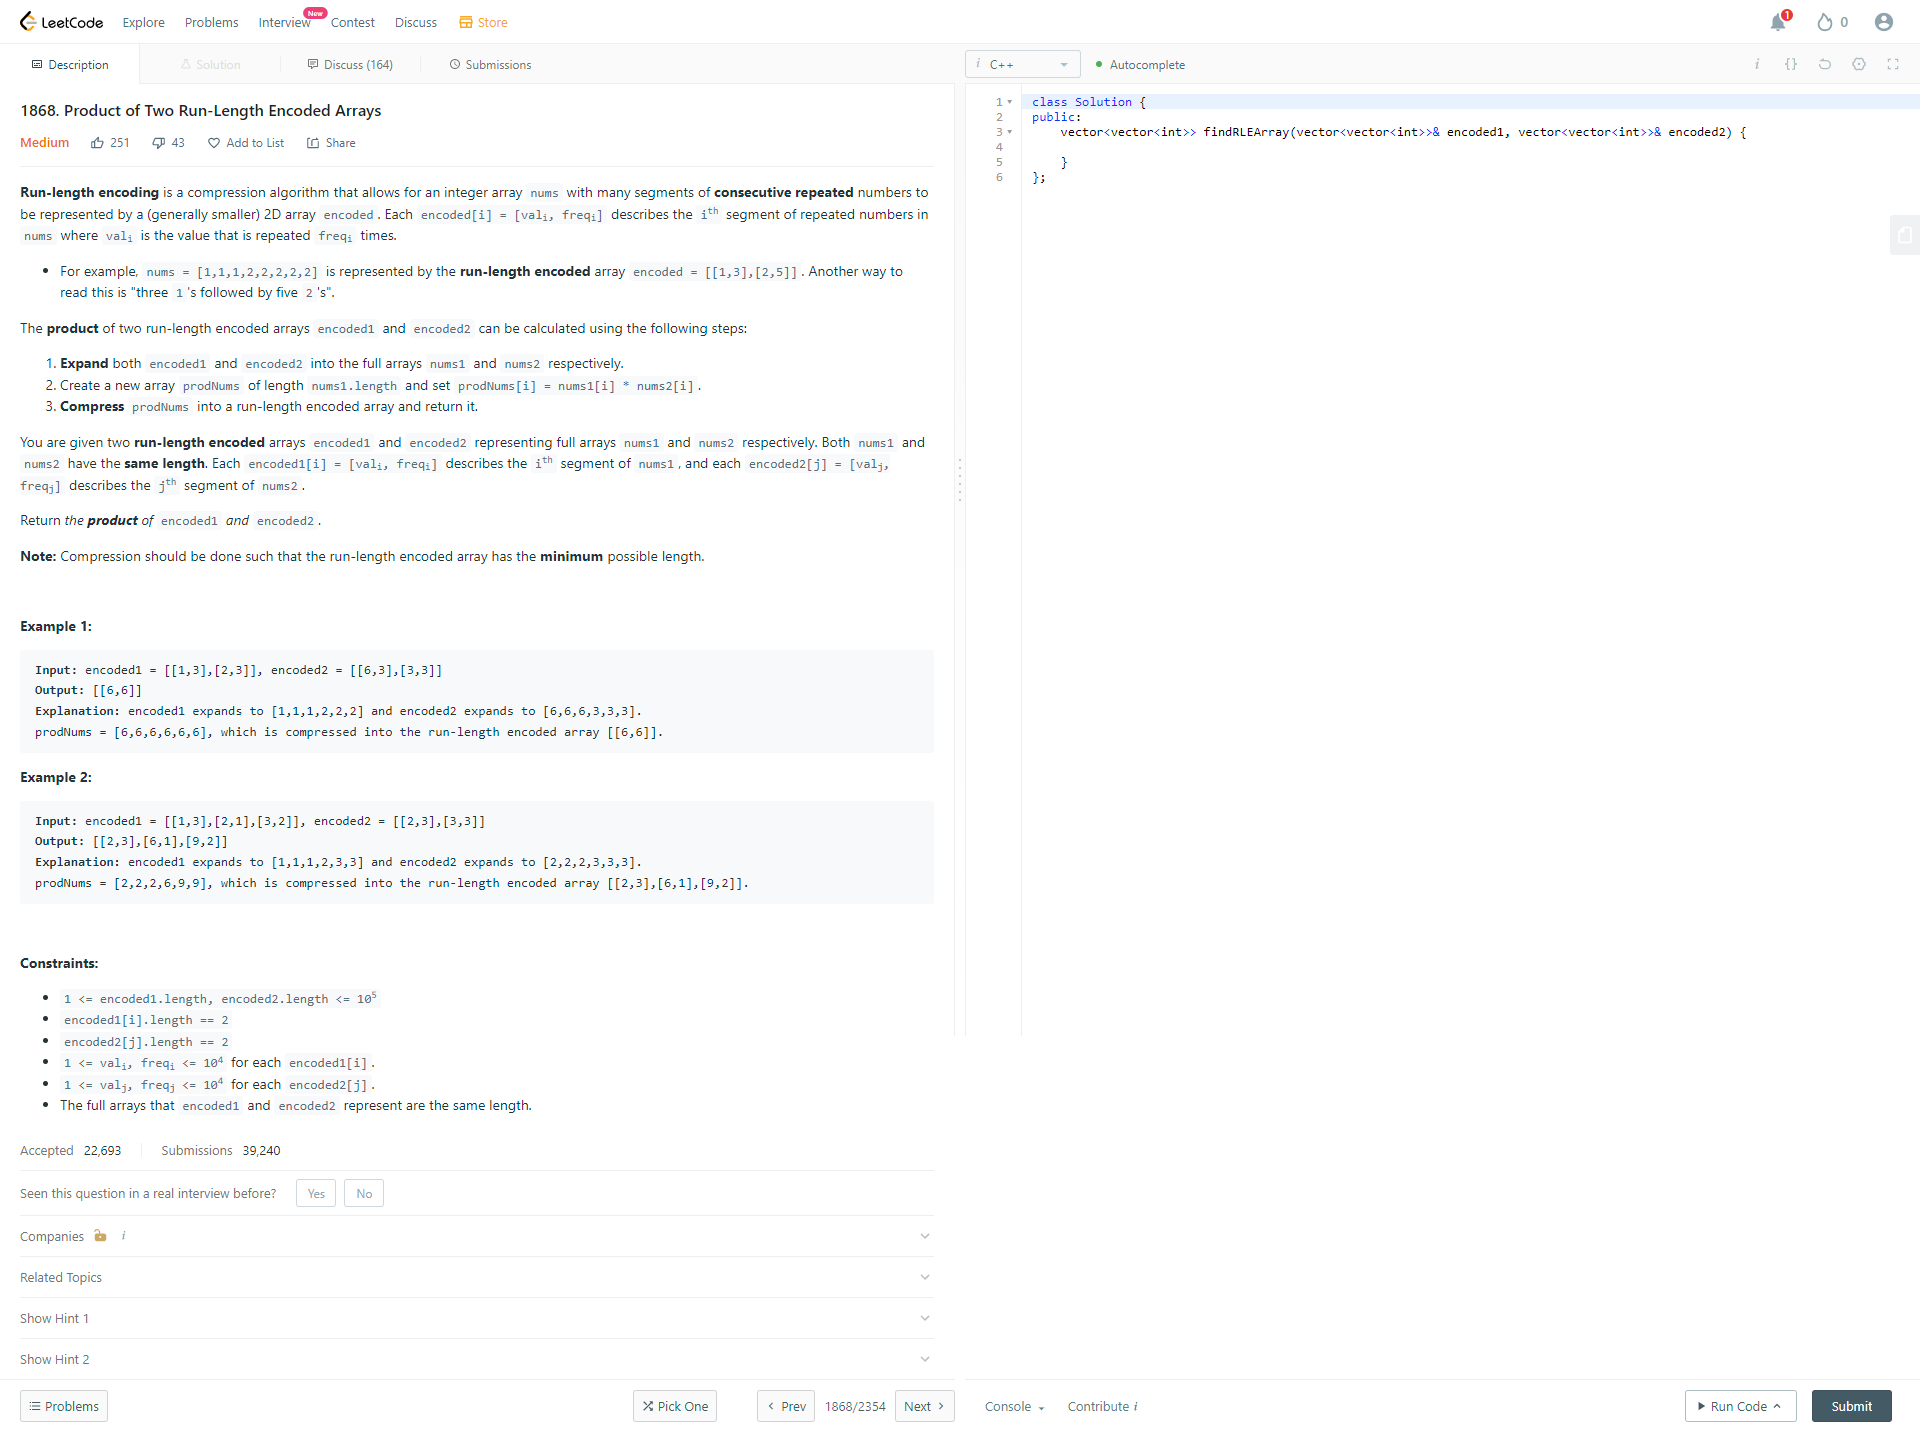 LeetCode
Explore Problems Interview New Contest Discuss Store 1 0
Description Solution Discuss (164) Submissions
i C++ Autocomplete i {}
1868. Product of Two Run-Length Encoded Arrays
Medium 251 43 Add to List Share
Run-length encoding is a compression algorithm that allows for an integer array nums with many segments of consecutive repeated numbers to
be represented by a (generally smaller) 2D array encoded. Each encoded[i] = [vali, freqi] describes the ith segment of repeated numbers in
nums where vali is the value that is repeated freqi times.
• For example, nums = [1,1,1,2,2,2,2,2] is represented by the run-length encoded array encoded = [[1,3],[2,5]]. Another way to
read this is "three 1's followed by five 2's".
The product of two run-length encoded arrays encoded1 and encoded2 can be calculated using the following steps:
1. Expand both encoded1 and encoded2 into the full arrays nums1 and nums2 respectively.
2. Create a new array prodNums of length nums1.length and set prodNums[i] = nums1[i] * nums2[i].
3. Compress prodNums into a run-length encoded array and return it.
You are given two run-length encoded arrays encoded1 and encoded2 representing full arrays nums1 and nums2 respectively. Both nums1 and
nums2 have the same length. Each encoded1[i] = [vali, freqi] describes the ith segment of nums1, and each encoded2[j] = [valj,
freqj] describes the jth segment of nums2.
Return the product of encoded1 and encoded2.
Note: Compression should be done such that the run-length encoded array has the minimum possible length.
Example 1:
Input: encoded1 = [[1,3],[2,3]], encoded2 = [[6,3],[3,3]]
Output: [[6,6]]
Explanation: encoded1 expands to [1,1,1,2,2,2] and encoded2 expands to [6,6,6,3,3,3].
prodNums = [6,6,6,6,6,6], which is compressed into the run-length encoded array [[6,6]].
Example 2:
Input: encoded1 = [[1,3],[2,1],[3,2]], encoded2 = [[2,3],[3,3]]
Output: [[2,3],[6,1],[9,2]]
Explanation: encoded1 expands to [1,1,1,2,3,3] and encoded2 expands to [2,2,2,3,3,3].
prodNums = [2,2,2,6,9,9], which is compressed into the run-length encoded array [[2,3],[6,1],[9,2]].
Constraints:
• 1 <= encoded1.length, encoded2.length <= 10^5
• encoded1[i].length == 2
• encoded2[j].length == 2
• 1 <= vali, freqi <= 10^4 for each encoded1[i].
• 1 <= valj, freqj <= 10^4 for each encoded2[j].
• The full arrays that encoded1 and encoded2 represent are the same length.
Accepted 22,693 Submissions 39,240
Seen this question in a real interview before? Yes No
Companies i
Related Topics
Show Hint 1
Show Hint 2
Problems Pick One Prev 1868/2354 Next
1 class Solution {
2 public:
3 vector<vector<int>> findRLEArray(vector<vector<int>>& encoded1, vector<vector<int>>& encoded2) {
4
5 }
6 };
Console Contribute i Run Code Submit